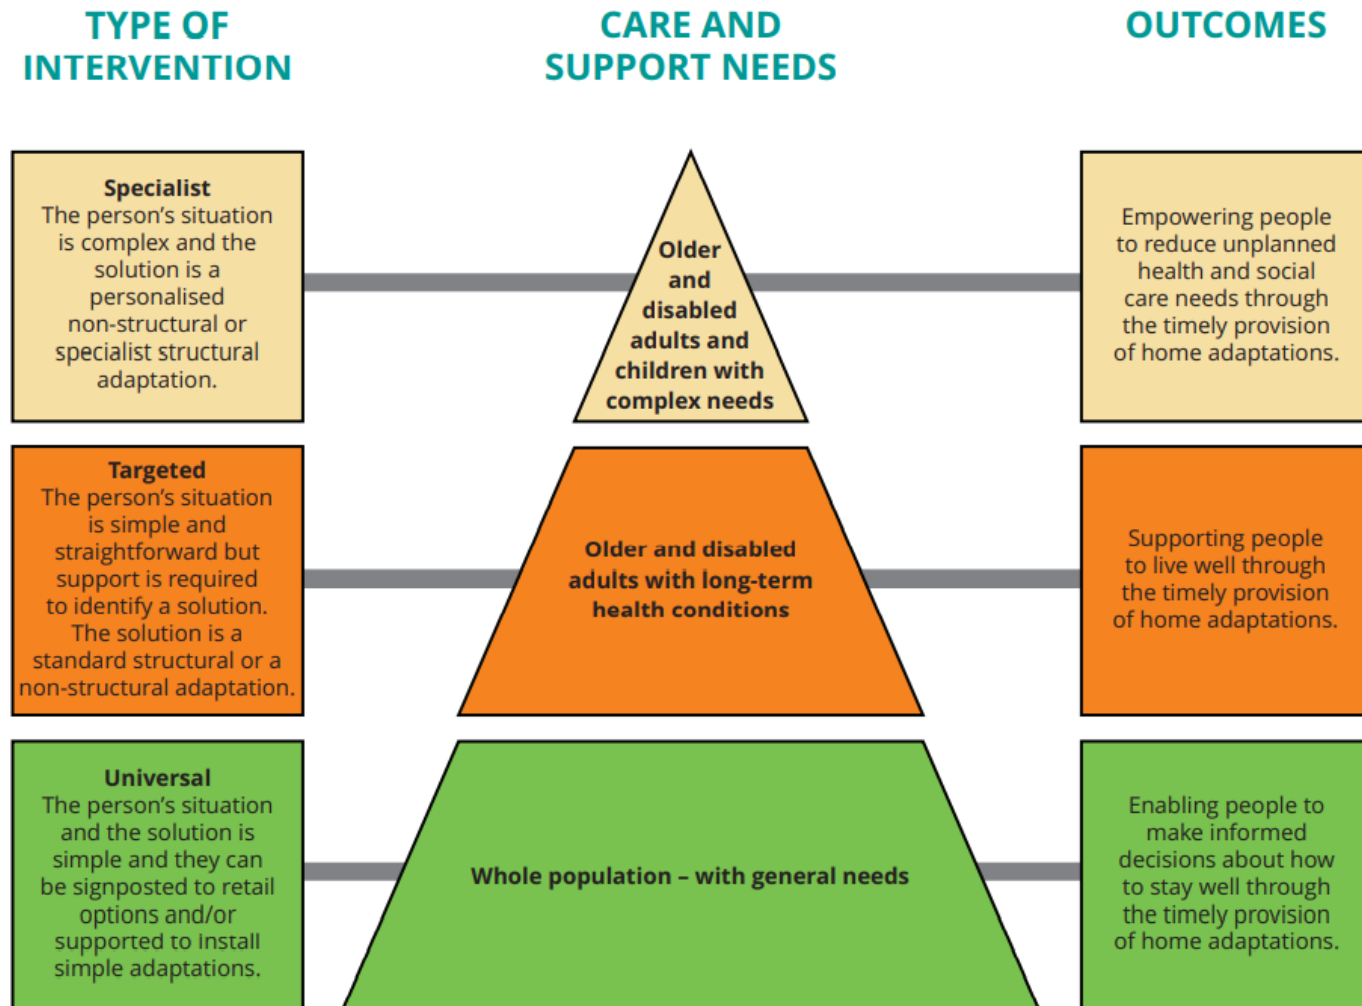 TYPE OF
INTERVENTION
CARE AND
SUPPORT NEEDS
OUTCOMES
Specialist
The person's situation
is complex and the
solution is a
personalised
non-structural or
specialist structural
adaptation.
Older
and
disabled
adults and
children with
complex needs
Empowering people
to reduce unplanned
health and social
care needs through
the timely provision
of home adaptations.
Targeted
The person's situation
is simple and
straightforward but
support is required
to identify a solution.
The solution is a
standard structural or a
non-structural adaptation.
Older and disabled
adults with long-term
health conditions
Supporting people
to live well through
the timely provision
of home adaptations.
Universal
The person's situation
and the solution is
simple and they can
be signposted to retail
options and/or
supported to install
simple adaptations.
Whole population – with general needs
Enabling people to
make informed
decisions about how
to stay well through
the timely provision
of home adaptations.